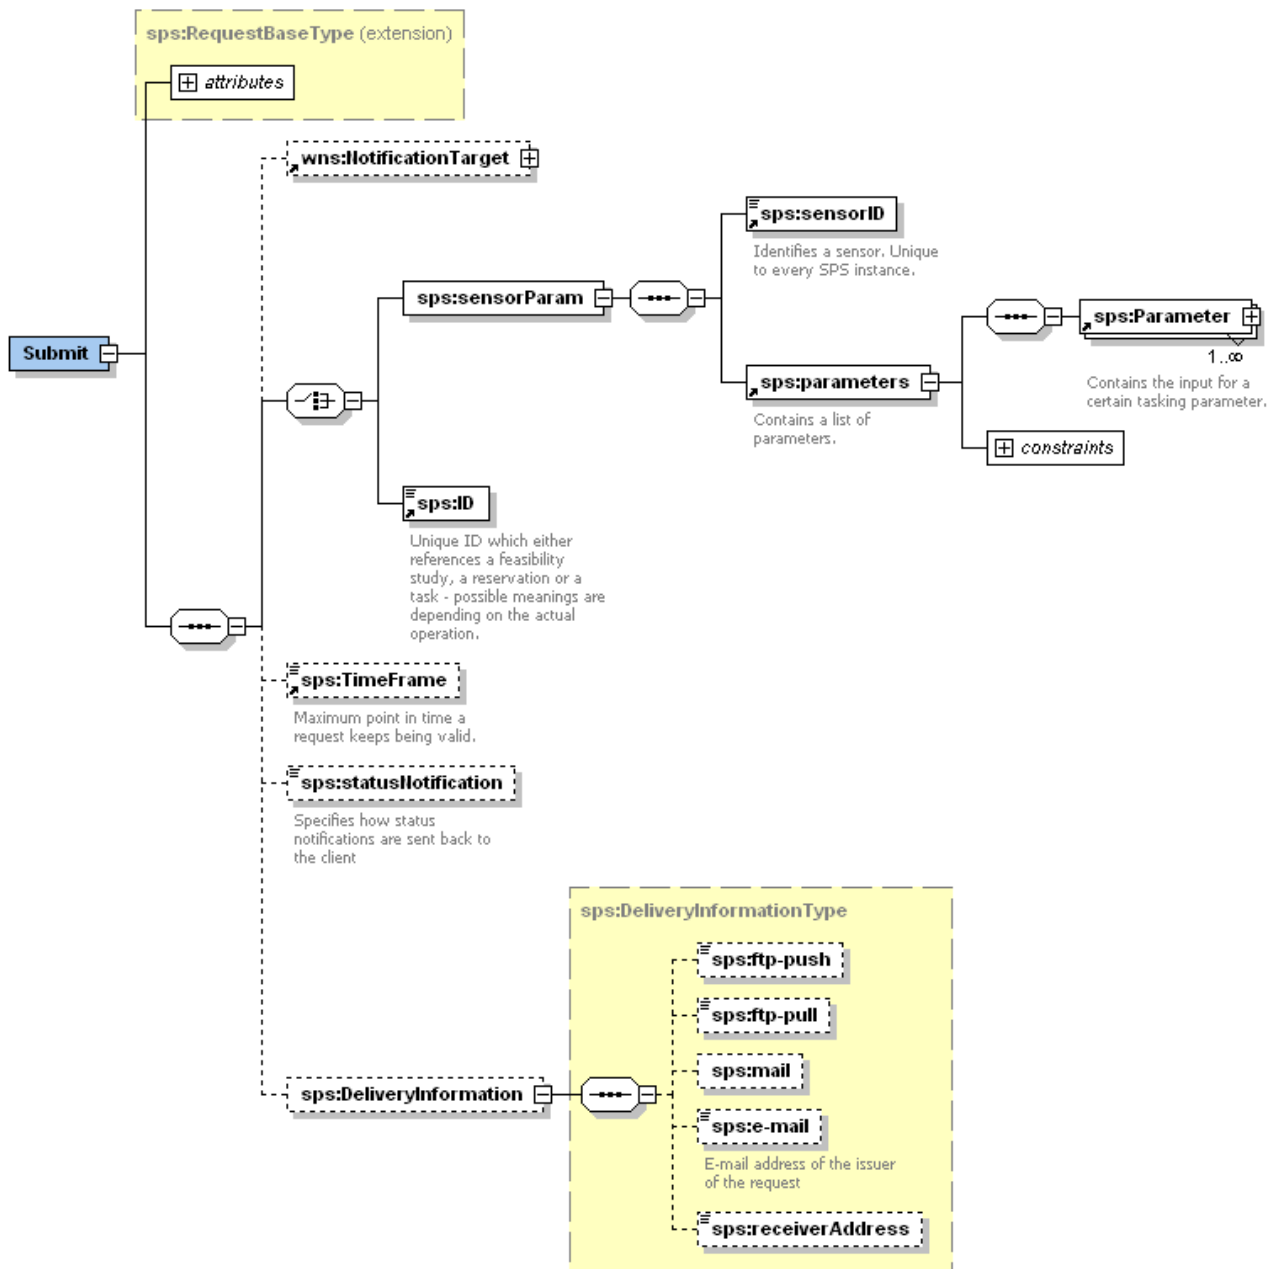 sps:RequestBaseType (extension)
attributes
wns:NotificationTarget
sps:sensorID
Identifies a sensor. Unique
to every SPS instance.
sps:sensorParam
sps:Parameter
1..∞
Contains the input for a
certain tasking parameter.
Submit
sps:parameters
Contains a list of
parameters.
constraints
sps:ID
Unique ID which either
references a feasibility
study, a reservation or a
task - possible meanings are
depending on the actual
operation.
sps:TimeFrame
Maximum point in time a
request keeps being valid.
sps:statusNotification
Specifies how status
notifications are sent back to
the client
sps:DeliveryInformationType
sps:ftp-push
sps:ftp-pull
sps:mail
sps:DeliveryInformation
sps:e-mail
E-mail address of the issuer
of the request
sps:receiverAddress